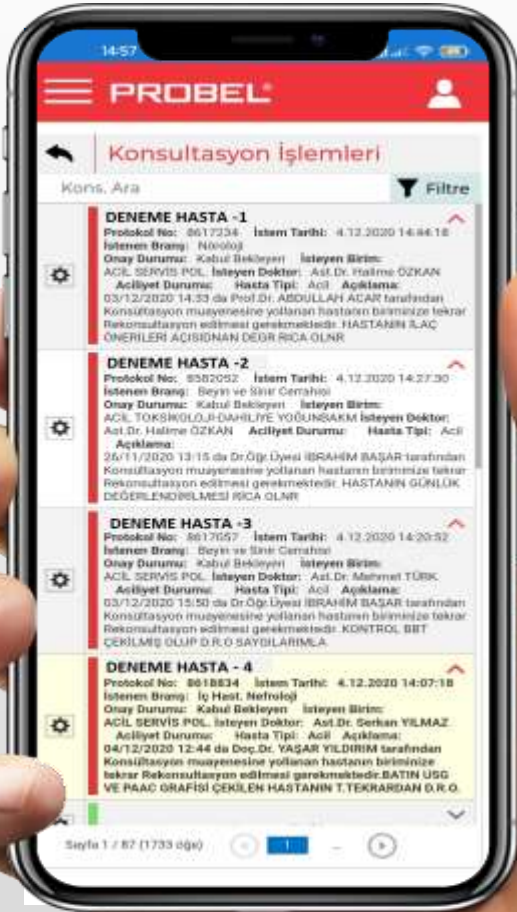 14:57
PROBEL
Konsultasyon İşlemleri
Kons. Ara
Filtre
DENEME HASTA -1
Protokol No: 8617234 İstem Tarihi: 4.12.2020 14:44:18
İstenen Branş: Nöroloji
Onay Durumu: Kabul Bekleyen İsteyen Birim:
ACİL SERVİS POL. İsteyen Doktor: Ast.Dr. Halime ÖZKAN
Aciliyet Durumu: Hasta Tipi: Acil Açıklama:
03/12/2020 14:33 da Prof.Dr. ABDULLAH ACAR tarafından
Konsültasyon muayenesine yollanan hastanın biriminize tekrar
Rekonsultasyon edilmesi gerekmektedir. HASTANIN İLAÇ
ÖNERİLERİ AÇISIDNAN DEGR RICA OLNR
DENEME HASTA -2
Protokol No: 8582052 İstem Tarihi: 4.12.2020 14:27:30
İstenen Branş: Beyin ve Sinir Cerrahisi
Onay Durumu: Kabul Bekleyen İsteyen Birim:
ACİL TOKSİKOLOJİ-DAHİLİYE YOĞUNBAKM İsteyen Doktor:
Ast.Dr. Halime ÖZKAN Aciliyet Durumu: Hasta Tipi: Acil
Açıklama:
26/11/2020 13:15 da Dr.Öğr.Üyesi İBRAHİM BAŞAR tarafından
Konsültasyon muayenesine yollanan hastanın biriminize tekrar
Rekonsultasyon edilmesi gerekmektedir. HASTANIN GÜNLÜK
DEĞERLENDİRİLMESİ RİCA OLNR
DENEME HASTA -3
Protokol No: 8617657 İstem Tarihi: 4.12.2020 14:20:52
İstenen Branş: Beyin ve Sinir Cerrahisi
Onay Durumu: Kabul Bekleyen İsteyen Birim:
ACİL SERVİS POL. İsteyen Doktor: Ast.Dr. Mehmet TÜRK
Aciliyet Durumu: Hasta Tipi: Acil Açıklama:
03/12/2020 15:50 da Dr.Öğr.Üyesi İBRAHİM BAŞAR tarafından
Konsültasyon muayenesine yollanan hastanın biriminize tekrar
Rekonsultasyon edilmesi gerekmektedir. KONTROL BBT
ÇEKİLMİŞ OLUP D.R.O SAYGILARIMLA
DENEME HASTA - 4
Protokol No: 8618834 İstem Tarihi: 4.12.2020 14:07:18
İstenen Branş: İç Hast. Nefroloji
Onay Durumu: Kabul Bekleyen İsteyen Birim:
ACİL SERVİS POL. İsteyen Doktor: Ast.Dr. Serkan YILMAZ
Aciliyet Durumu: Hasta Tipi: Acil Açıklama:
04/12/2020 12:44 da Doç.Dr. YAŞAR YILDIRIM tarafından
Konsültasyon muayenesine yollanan hastanın biriminize
tekrar Rekonsultasyon edilmesi gerekmektedir.BATIN USG
VE PAAC GRAFİSİ ÇEKİLEN HASTANIN T.TEKRARDAN D.R.O.
Sayfa 1 / 87 (1733 öğe)
1